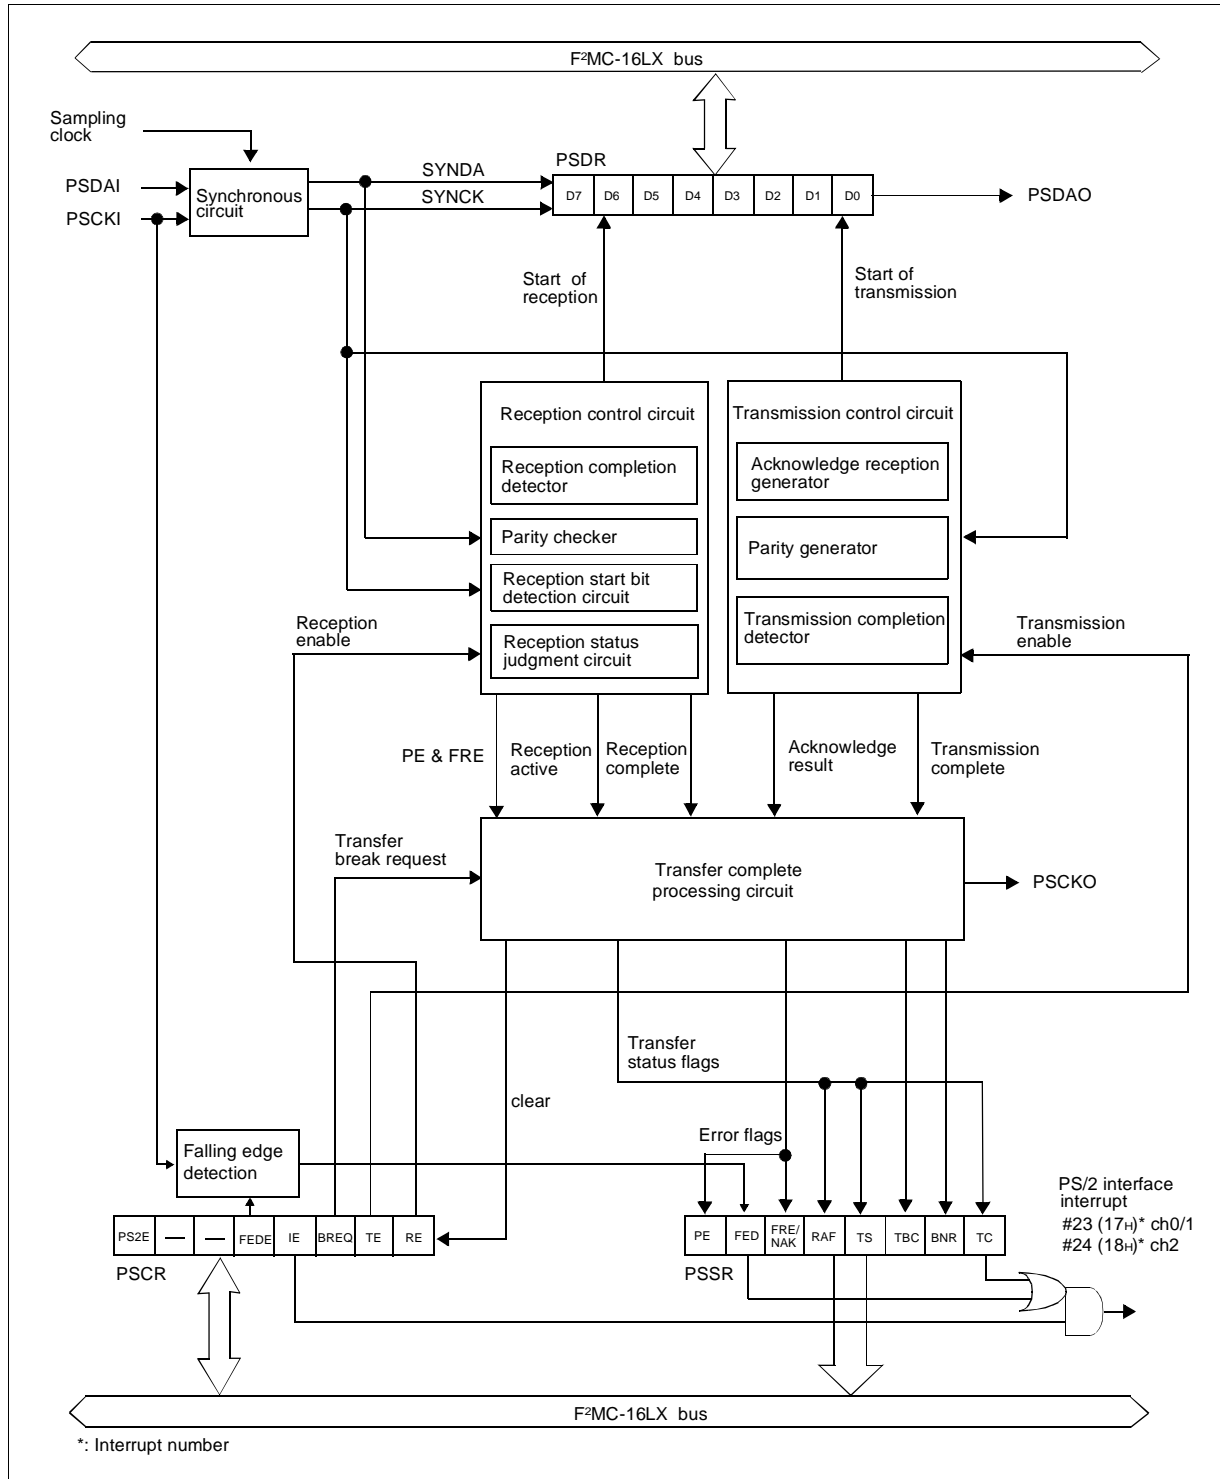 F²MC-16LX bus
Sampling
clock
PSDAI
PSCKI
Synchronous
circuit
SYNDA
SYNCK
PSDR
D7 D6 D5 D4 D3 D2 D1 D0
PSDAO
Start of
reception
Start of
transmission
Reception control circuit
Reception completion
detector
Parity checker
Reception start bit
detection circuit
Reception status
judgment circuit
Transmission control circuit
Acknowledge reception
generator
Parity generator
Transmission completion
detector
Reception
enable
Transmission
enable
PE & FRE
Reception
active
Reception
complete
Acknowledge
result
Transmission
complete
Transfer
break request
Transfer complete
processing circuit
PSCKO
Transfer
status flags
clear
Error flags
Falling edge
detection
PS2E — — FEDE IE BREQ TE RE
PSCR
PE FED FRE/
NAK RAF TS TBC BNR TC
PSSR
PS/2 interface
interrupt
#23 (17H)* ch0/1
#24 (18H)* ch2
F²MC-16LX bus
*: Interrupt number